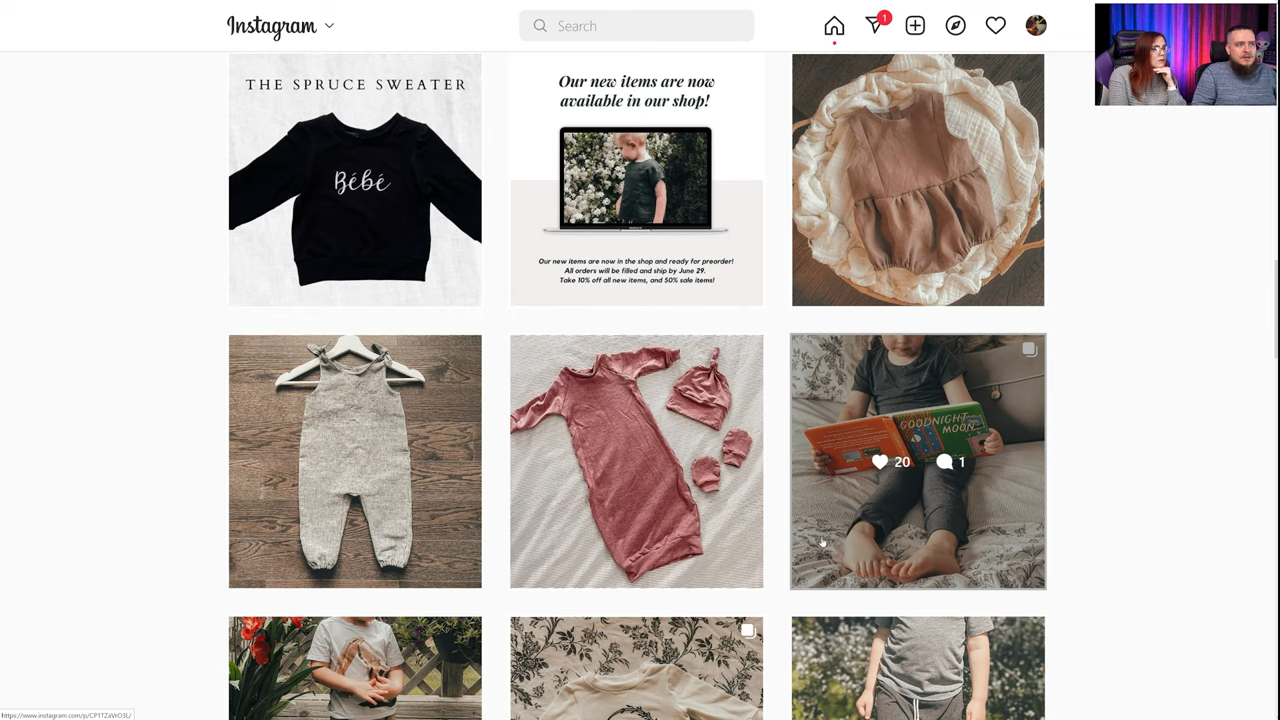 Instagram
Search
1
THE SPRUCE SWEATER
Bébé
Our new items are now
available in our shop!
Our new items are now in the shop and ready for preorder!
All orders will be filled and ship by June 29.
Take 10% off all new items, and 50% sale items!
GOODNIGHT
MOON
20
1